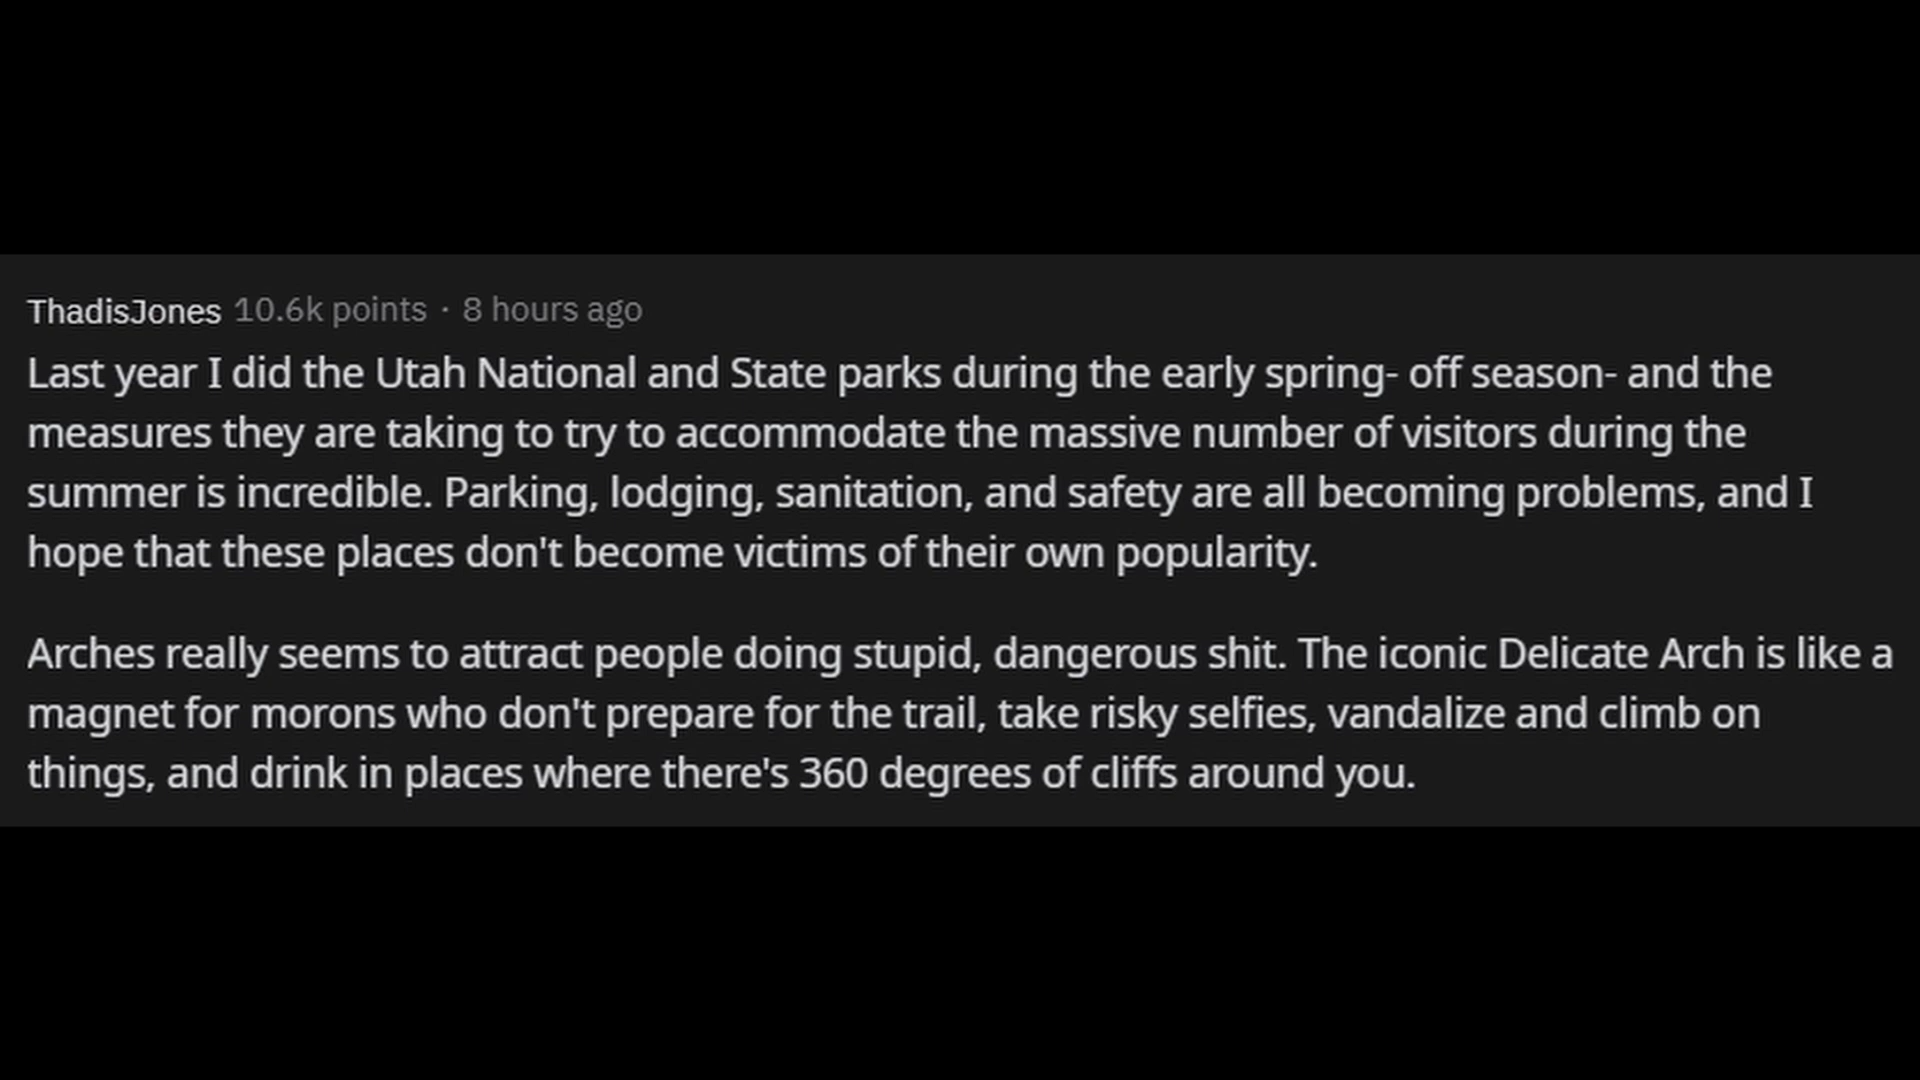 ThadisJones 10.6k points · 8 hours ago
Last year I did the Utah National and State parks during the early spring- off season- and the
measures they are taking to try to accommodate the massive number of visitors during the
summer is incredible. Parking, lodging, sanitation, and safety are all becoming problems, and I
hope that these places don't become victims of their own popularity.
Arches really seems to attract people doing stupid, dangerous shit. The iconic Delicate Arch is like a
magnet for morons who don't prepare for the trail, take risky selfies, vandalize and climb on
things, and drink in places where there's 360 degrees of cliffs around you.